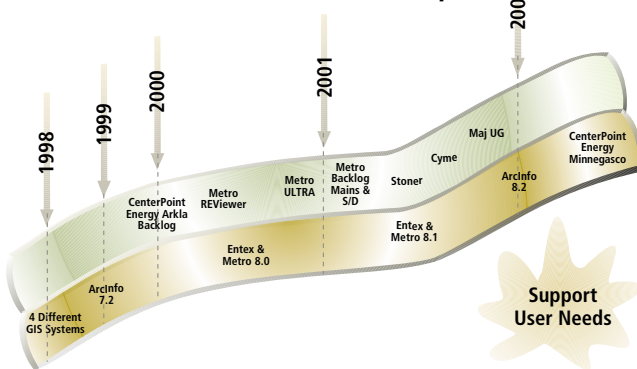 1998
1999
2000
2001
CenterPoint
Energy Arkla
Backlog
Metro
REViewer
Metro
ULTRA
Metro
Backlog
Mains &
S/D
Stoner
Cyme
Maj UG
4 Different
GIS Systems
ArcInfo
7.2
Entex &
Metro 8.0
Entex &
Metro 8.1
ArcInfo
8.2
CenterPoint
Energy
Minnegasco
Support
User Needs